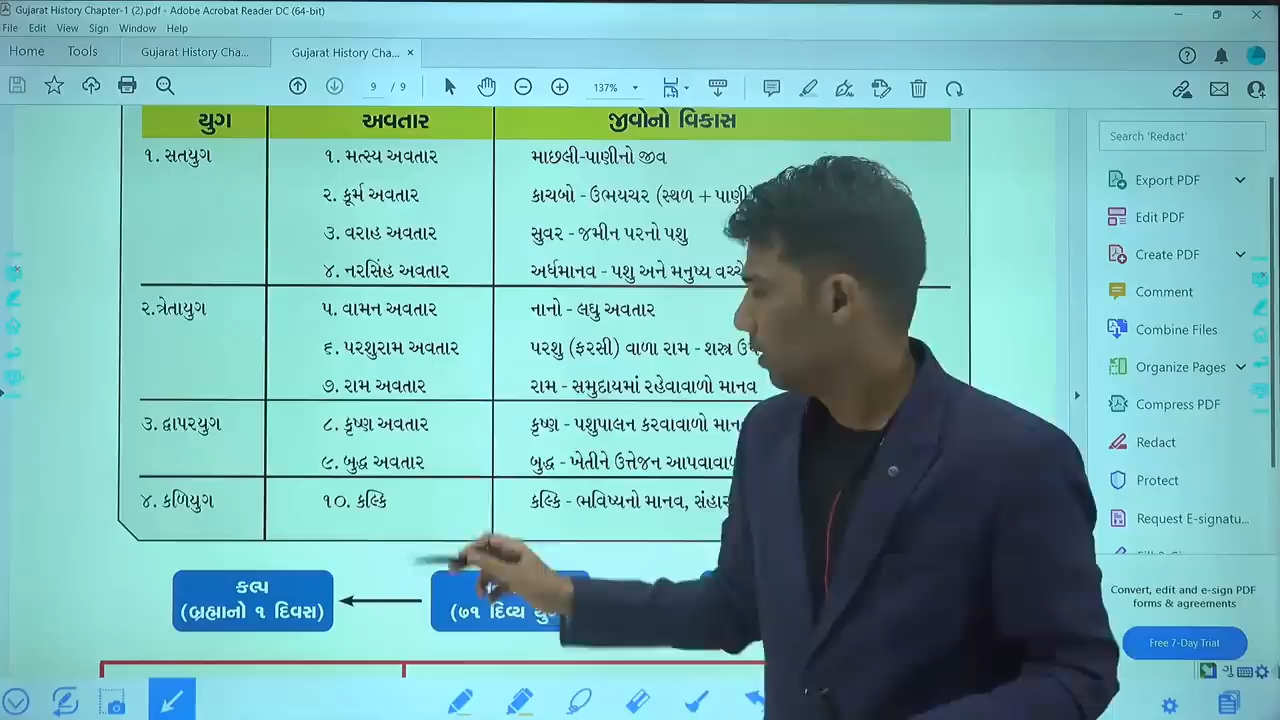 Gujarat History Chapter-1 (2).pdf - Adobe Acrobat Reader DC (64-bit)
File Edit View Sign Window Help
Home Tools Gujarat History Cha... Gujarat History Cha... ×
9 / 9 137%
યુગ અવતાર જીવોનો વિકાસ
૧. સતયુગ ૧. મત્સ્ય અવતાર માછલી-પાણીનો જીવ
૨. કૂર્મ અવતાર કાચબો - ઉભયચર (સ્થળ + પાણી
૩. વરાહ અવતાર સુવર - જમીન પરનો પશુ
૪. નરસિંહ અવતાર અર્ધમાનવ - પશુ અને મનુષ્ય
૨.ત્રેતાયુગ ૫. વામન અવતાર નાનો - લઘુ અવતાર
૬. પરશુરામ અવતાર પરશુ (ફરસી) વાળા રામ - શસ્ત્ર
૭. રામ અવતાર રામ - સમુદાયમાં રહેવાવાળો માનવ
૩. દ્વાપરયુગ ૮. કૃષ્ણ અવતાર કૃષ્ણ - પશુપાલન કરવાવાળો
૯. બુદ્ધ અવતાર બુદ્ધ - ખેતીને ઉત્તેજન
૪. કળિયુગ ૧૦. કલ્કિ કલ્કિ - ભવિષ્યનો માનવ,
કલ્પ
(બ્રહ્માનો ૧ દિવસ) (૭૧ દિવ્ય
Search 'Redact'
Export PDF
Edit PDF
Create PDF
Comment
Combine Files
Organize Pages
Compress PDF
Redact
Protect
Request E-signatu...
Convert, edit and e-sign PDF
forms & agreements
Free 7-Day Trial